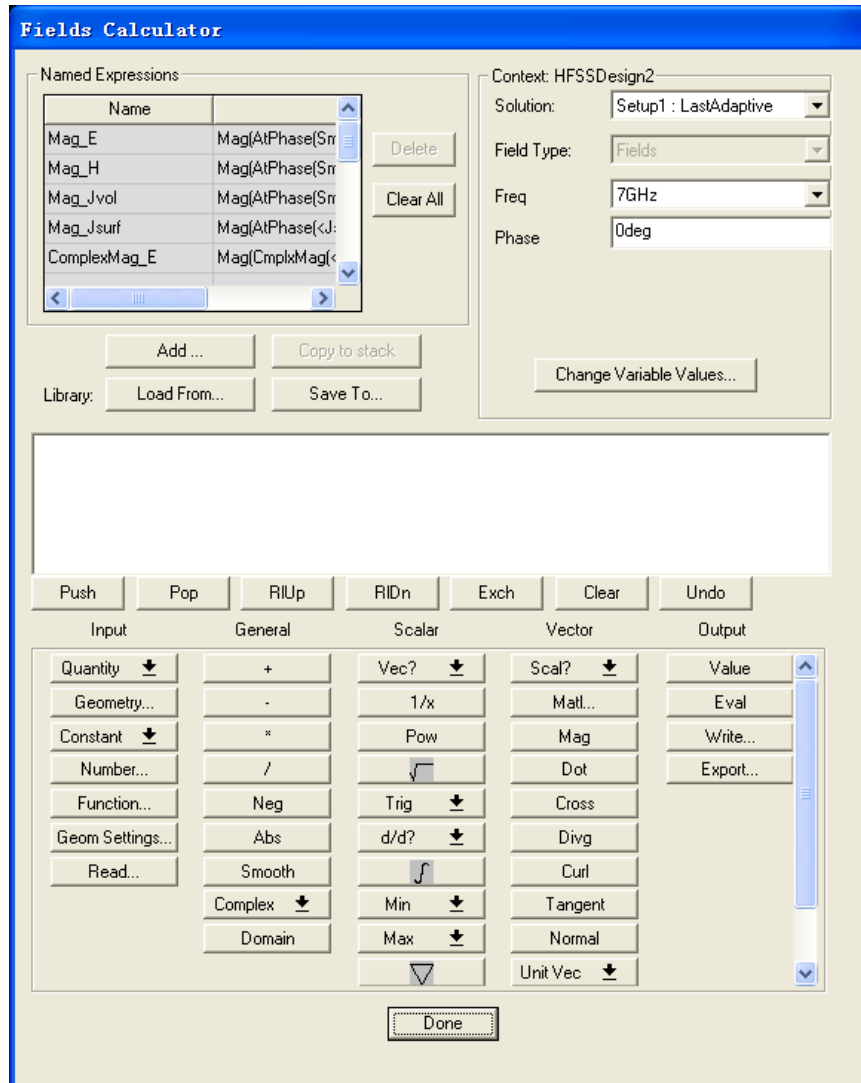 Fields Calculator
Named Expressions
Name
Mag_E Mag(AtPhase(Sm
Mag_H Mag(AtPhase(Sm
Mag_Jvol Mag(AtPhase(Sm
Mag_Jsurf Mag(AtPhase(<J:
ComplexMag_E Mag(CmplxMag(<
Delete
Clear All
Context: HFSSDesign2
Solution: Setup1 : LastAdaptive
Field Type: Fields
Freq 7GHz
Phase 0deg
Change Variable Values...
Add ... Copy to stack
Library: Load From... Save To...
Push Pop RlUp RlDn Exch Clear Undo
Input General Scalar Vector Output
Quantity + Vec? Scal? Value
Geometry... - 1/x Matl... Eval
Constant * Pow Mag Write...
Number... / √ Dot Export...
Function... Neg Trig Cross
Geom Settings... Abs d/d? Divg
Read... Smooth ∫ Curl
Complex Min Tangent
Domain Max Normal
▽ Unit Vec
Done